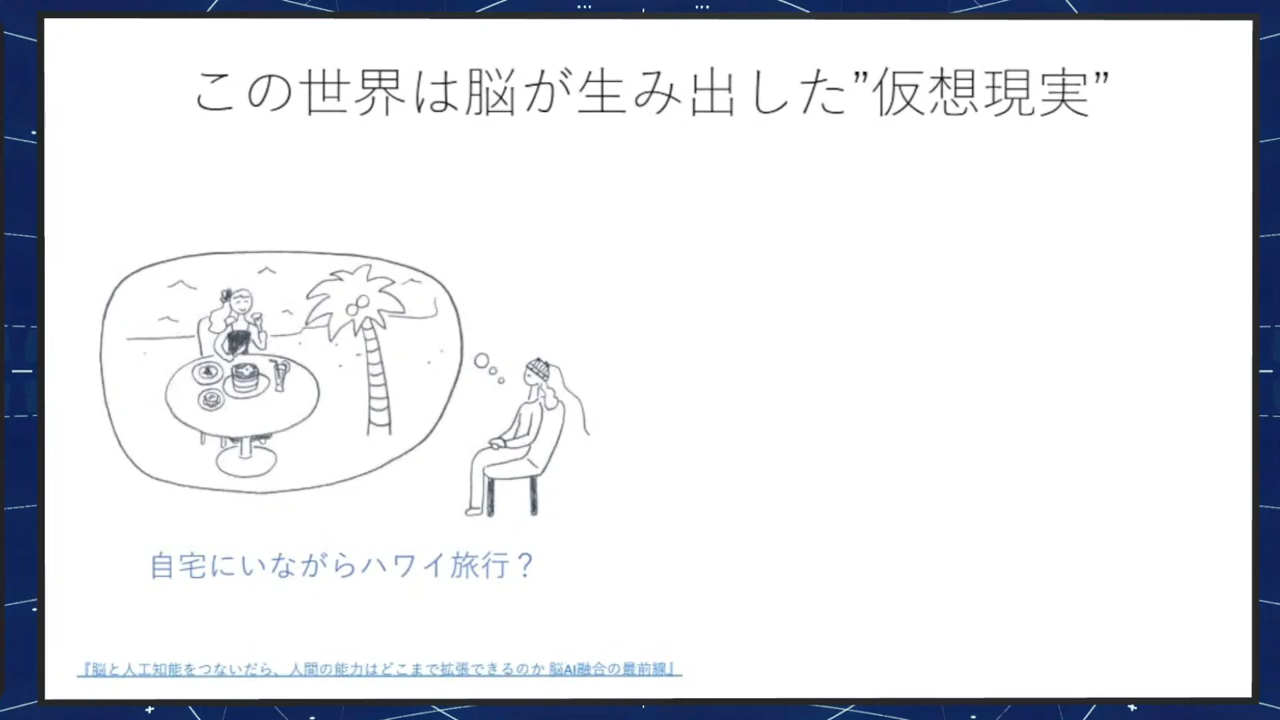 この世界は脳が生み出した”仮想現実”
自宅にいながらハワイ旅行？
『脳と人工知能をつないだら、人間の能力はどこまで拡張できるのか 脳AI融合の最前線』